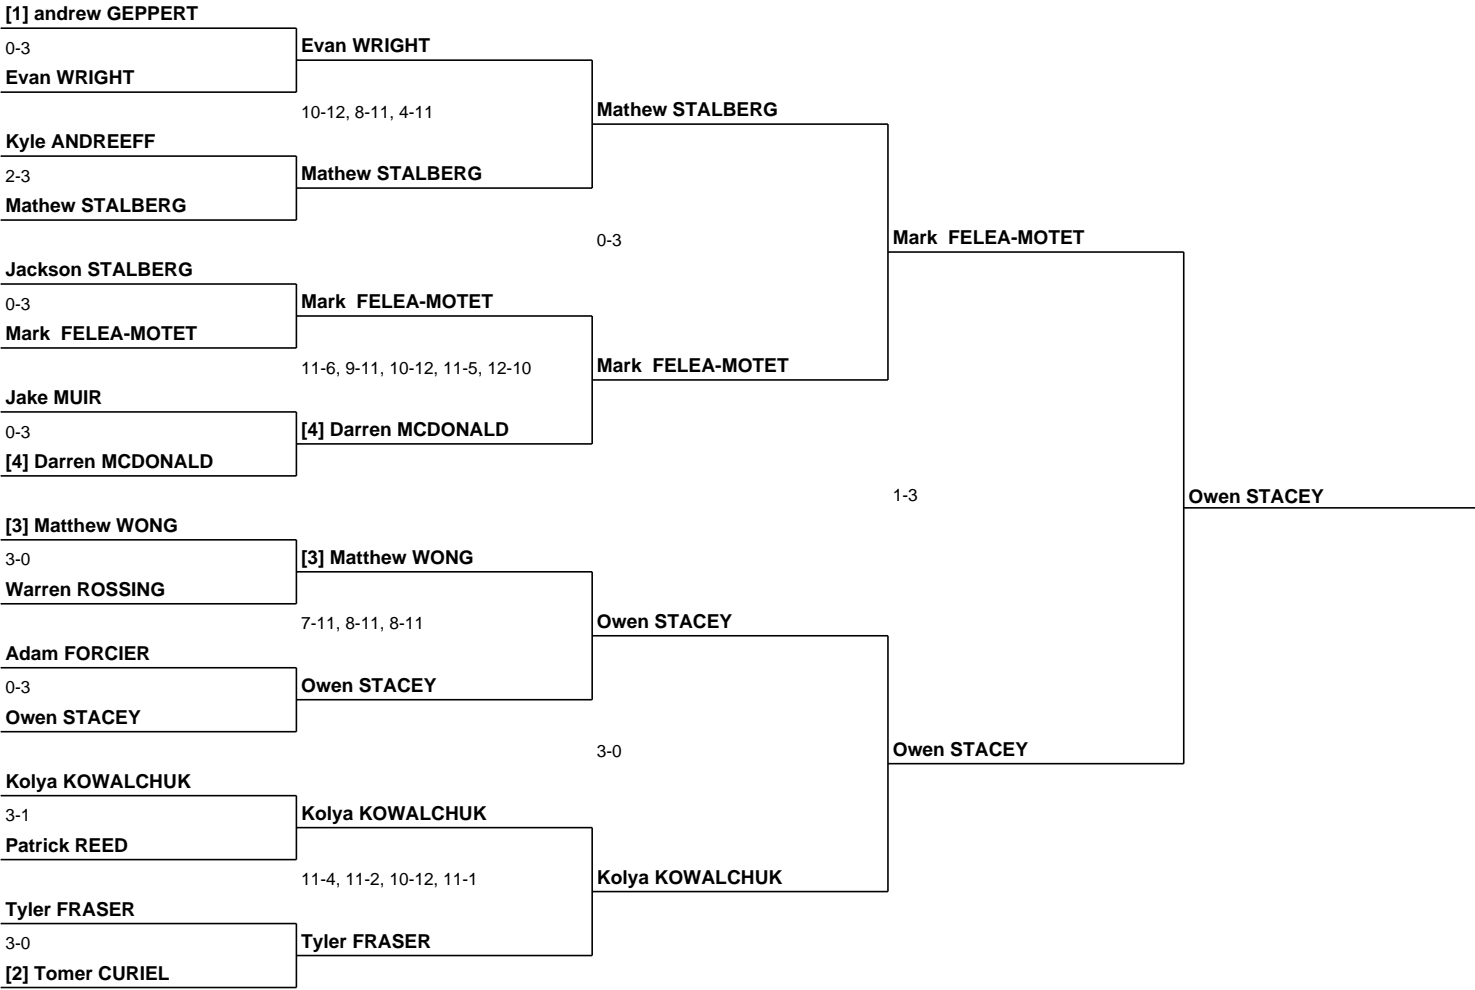 [1] andrew GEPPERT
0-3
Evan WRIGHT
Evan WRIGHT
10-12, 8-11, 4-11
Mathew STALBERG
Kyle ANDREEFF
2-3
Mathew STALBERG
Mathew STALBERG
0-3
Mark FELEA-MOTET
Jackson STALBERG
0-3
Mark FELEA-MOTET
Mark FELEA-MOTET
11-6, 9-11, 10-12, 11-5, 12-10
Mark FELEA-MOTET
Jake MUIR
0-3
[4] Darren MCDONALD
[4] Darren MCDONALD
1-3
Owen STACEY
[3] Matthew WONG
3-0
[3] Matthew WONG
Warren ROSSING
7-11, 8-11, 8-11
Owen STACEY
Adam FORCIER
0-3
Owen STACEY
Owen STACEY
3-0
Owen STACEY
Kolya KOWALCHUK
3-1
Kolya KOWALCHUK
Patrick REED
11-4, 11-2, 10-12, 11-1
Kolya KOWALCHUK
Tyler FRASER
3-0
Tyler FRASER
[2] Tomer CURIEL